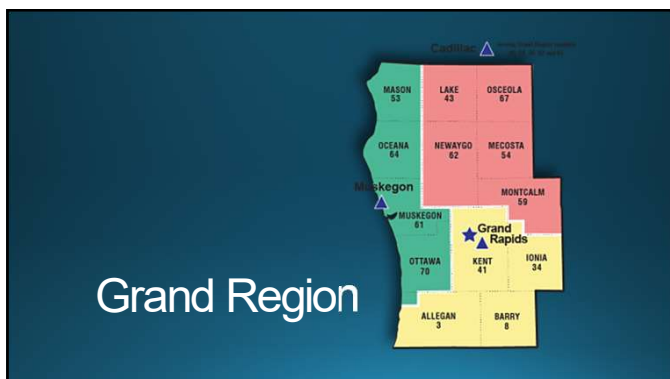 Cadillac
MASON
53
LAKE
43
OSCEOLA
67
OCEANA
64
NEWAYGO
62
MECOSTA
54
MONTCALM
59
Muskegon
MUSKEGON
61
Grand
Rapids
OTTAWA
70
KENT
41
IONIA
34
Grand Region
ALLEGAN
3
BARRY
8